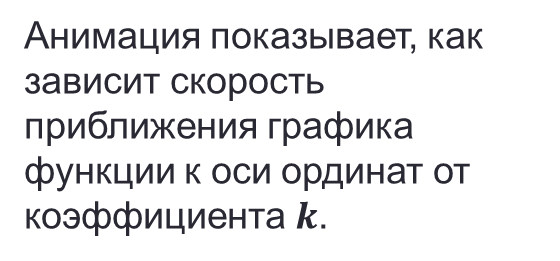 Анимация показывает, как
зависит скорость
приближения графика
функции к оси ординат от
коэффициента k.